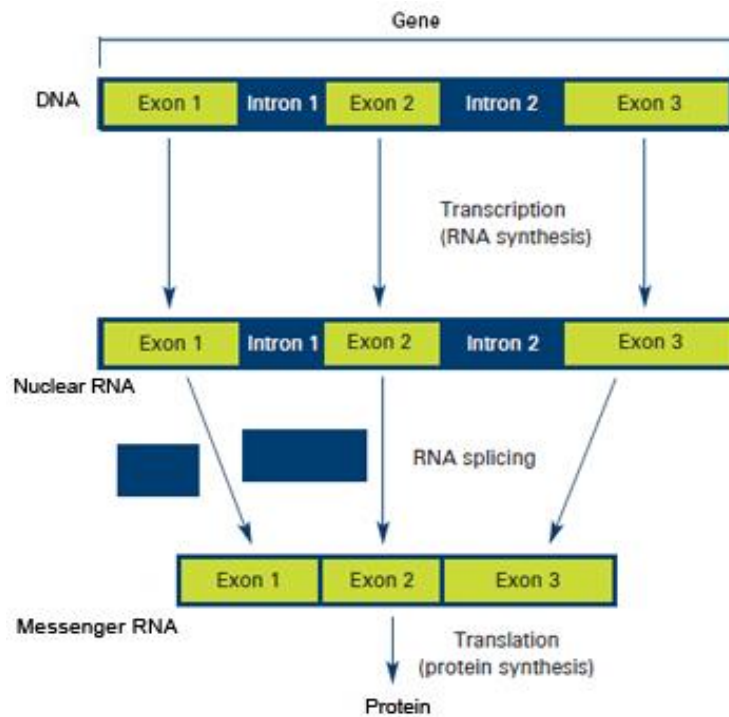 Gene
DNA
Exon 1 Intron 1 Exon 2 Intron 2 Exon 3
Transcription
(RNA synthesis)
Exon 1 Intron 1 Exon 2 Intron 2 Exon 3
Nuclear RNA
RNA splicing
Exon 1 Exon 2 Exon 3
Messenger RNA
Translation
(protein synthesis)
Protein